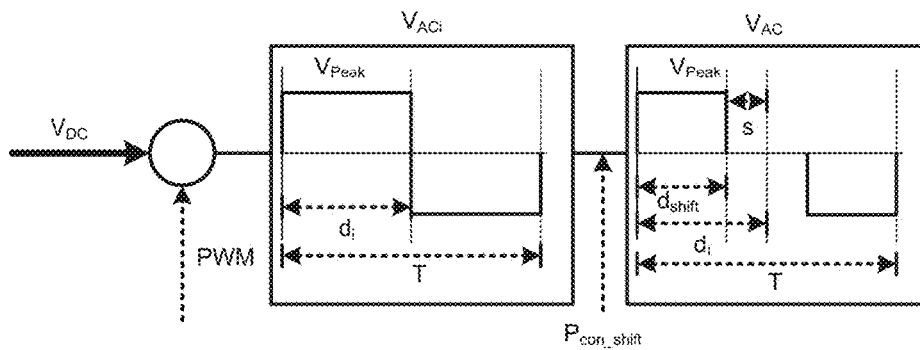 V_ACi
V_AC
V_Peak
V_Peak
V_DC
s
d_shift
d_i
d_i
PWM
T
T
P_con_shift